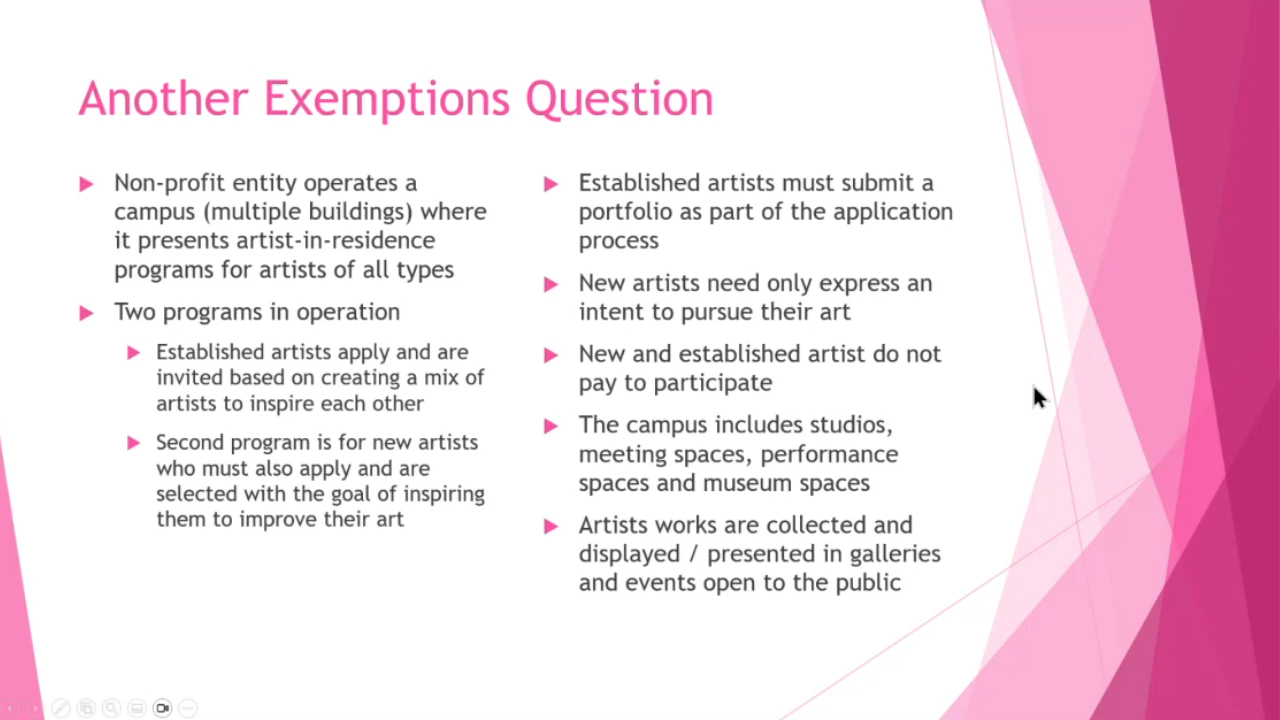 Another Exemptions Question
Non-profit entity operates a
campus (multiple buildings) where
it presents artist-in-residence
programs for artists of all types
Two programs in operation
Established artists apply and are
invited based on creating a mix of
artists to inspire each other
Second program is for new artists
who must also apply and are
selected with the goal of inspiring
them to improve their art
Established artists must submit a
portfolio as part of the application
process
New artists need only express an
intent to pursue their art
New and established artist do not
pay to participate
The campus includes studios,
meeting spaces, performance
spaces and museum spaces
Artists works are collected and
displayed / presented in galleries
and events open to the public